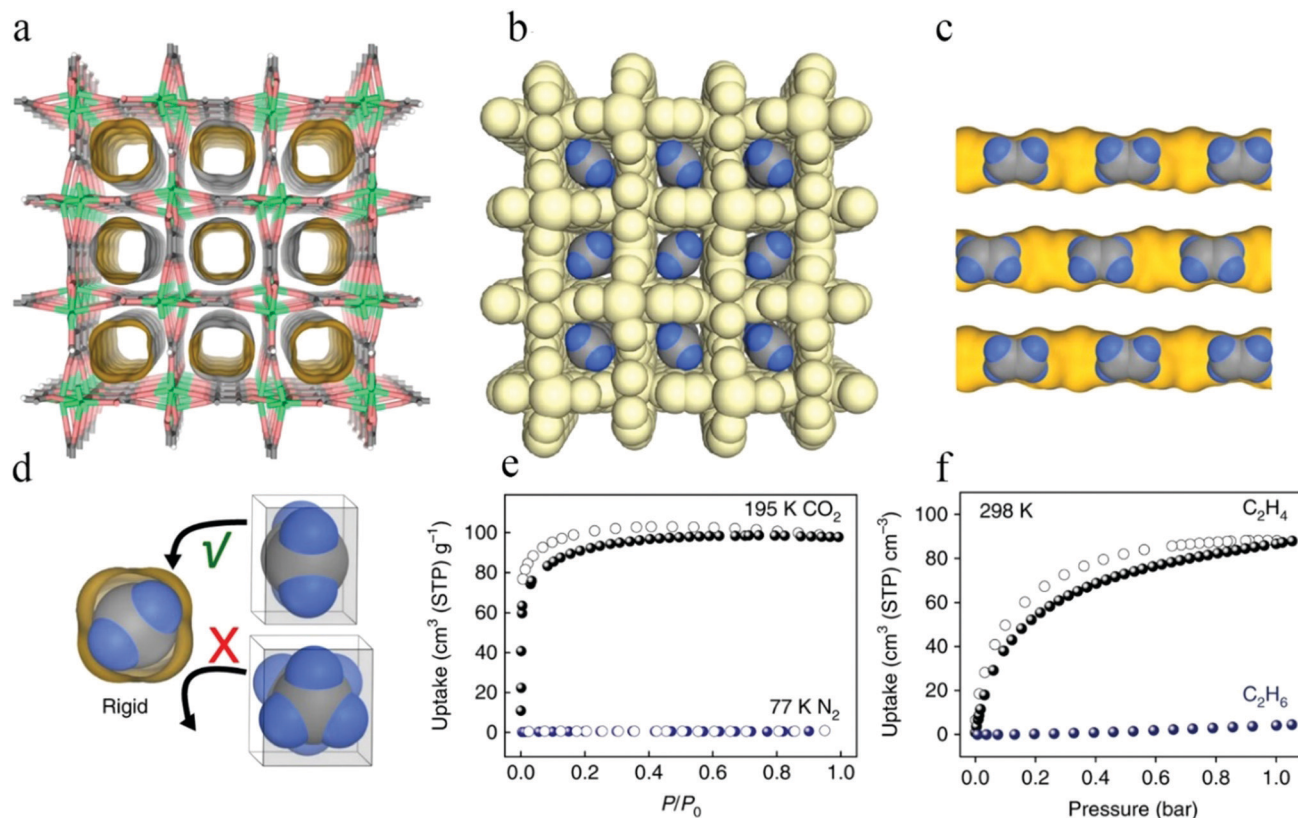 a
b
c
d
√
X
Rigid
e
Uptake (cm³ (STP) g⁻¹)
100
80
60
40
20
0
195 K CO₂
77 K N₂
0.0 0.2 0.4 0.6 0.8 1.0
P/P₀
f
Uptake (cm³ (STP) cm⁻³)
100
80
60
40
20
0
298 K
C₂H₄
C₂H₆
0.0 0.2 0.4 0.6 0.8 1.0
Pressure (bar)